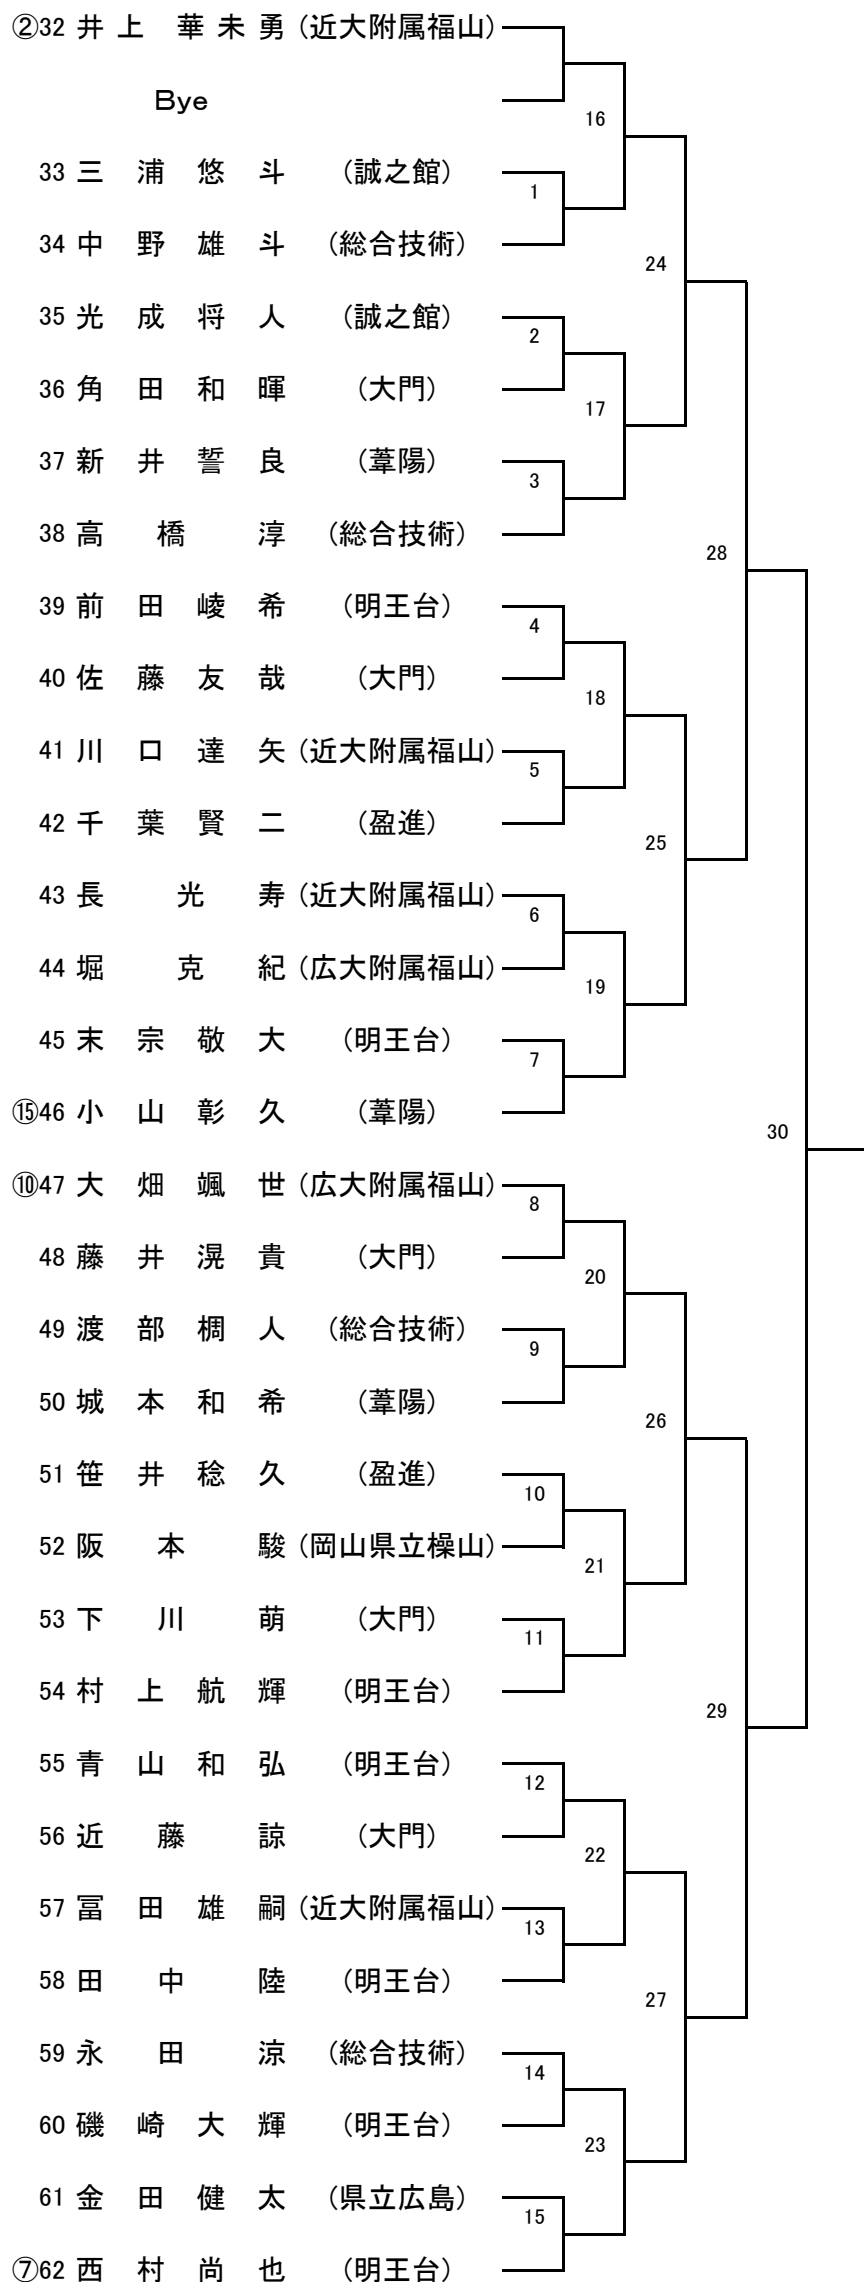 ②32 井上 華未勇 (近大附属福山)
Bye
16
33 三浦悠斗 (誠之館)
1
34 中野雄斗 (総合技術)
24
35 光成将人 (誠之館)
2
36 角田和暉 (大門)
17
37 新井誓良 (葦陽)
3
38 高橋淳 (総合技術)
28
39 前田崚希 (明王台)
4
40 佐藤友哉 (大門)
18
41 川口達矢 (近大附属福山)
5
42 千葉賢二 (盈進)
25
43 長光寿 (近大附属福山)
6
44 堀克紀 (広大附属福山)
19
45 末宗敬大 (明王台)
7
⑮46 小山彰久 (葦陽)
30
⑩47 大畑颯世 (広大附属福山)
8
48 藤井滉貴 (大門)
20
49 渡部椆人 (総合技術)
9
50 城本和希 (葦陽)
26
51 笹井稔久 (盈進)
10
52 阪本駿 (岡山県立操山)
21
53 下川萌 (大門)
11
54 村上航輝 (明王台)
29
55 青山和弘 (明王台)
12
56 近藤諒 (大門)
22
57 冨田雄嗣 (近大附属福山)
13
58 田中陸 (明王台)
27
59 永田涼 (総合技術)
14
60 磯崎大輝 (明王台)
23
61 金田健太 (県立広島)
15
⑦62 西村尚也 (明王台)